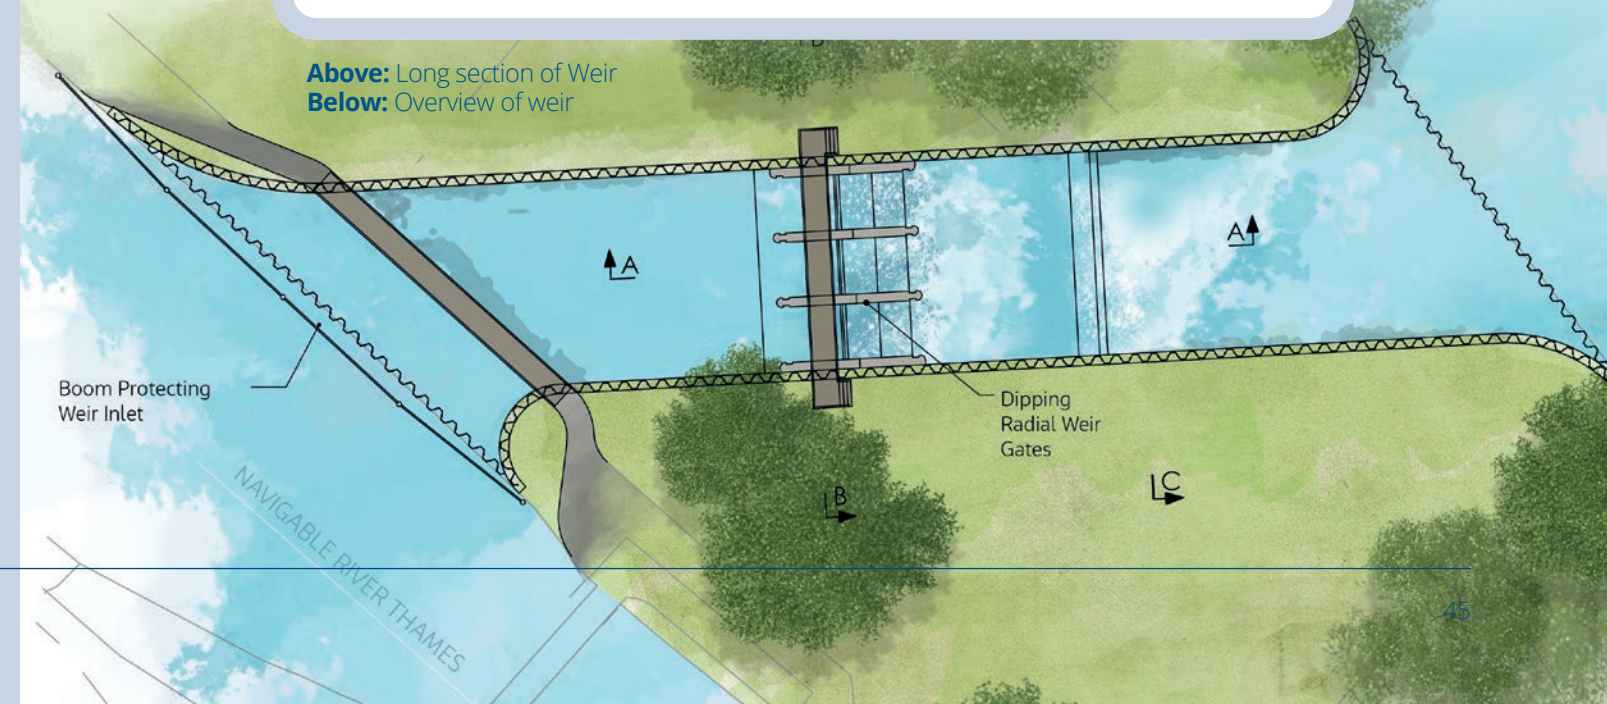 Above: Long section of Weir
Below: Overview of weir
A
A
Boom Protecting
Weir Inlet
Dipping
Radial Weir
Gates
B
C
NAVIGABLE RIVER THAMES
45